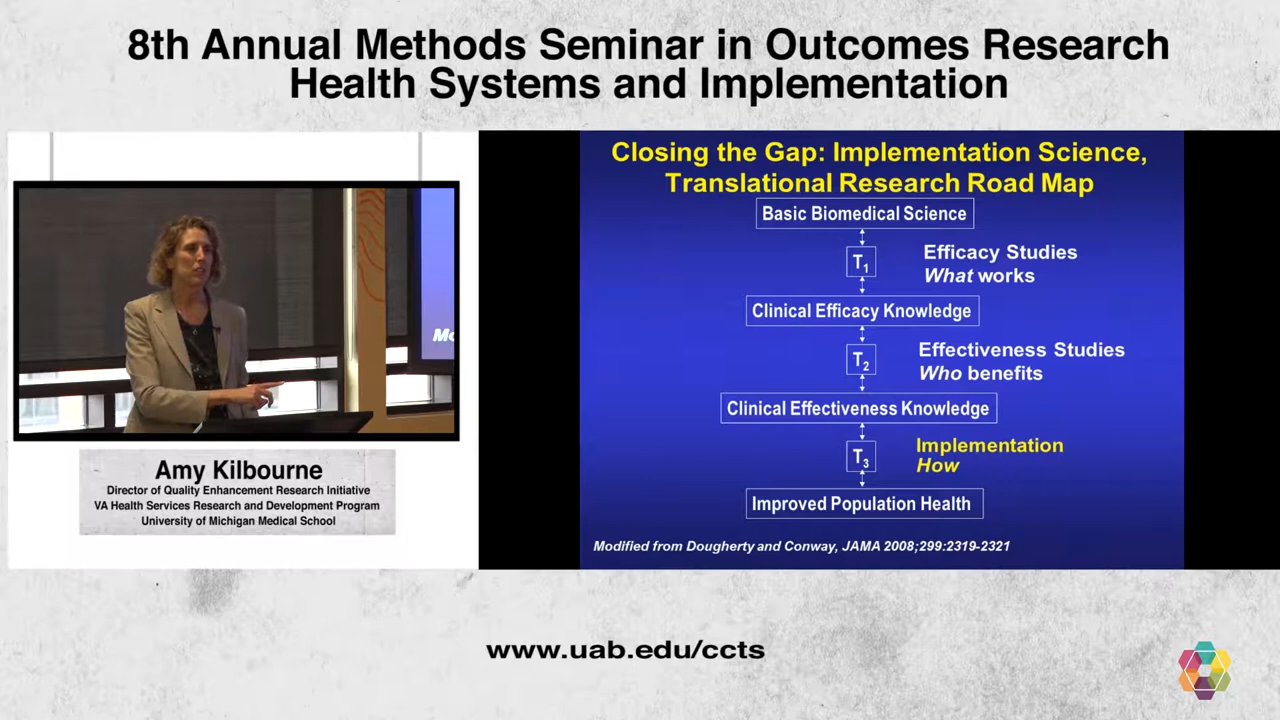 8th Annual Methods Seminar in Outcomes Research
Health Systems and Implementation
Amy Kilbourne
Director of Quality Enhancement Research Initiative
VA Health Services Research and Development Program
University of Michigan Medical School
Closing the Gap: Implementation Science,
Translational Research Road Map
Basic Biomedical Science
T1
Efficacy Studies
What works
Clinical Efficacy Knowledge
T2
Effectiveness Studies
Who benefits
Clinical Effectiveness Knowledge
T3
Implementation
How
Improved Population Health
Modified from Dougherty and Conway, JAMA 2008;299:2319-2321
www.uab.edu/ccts